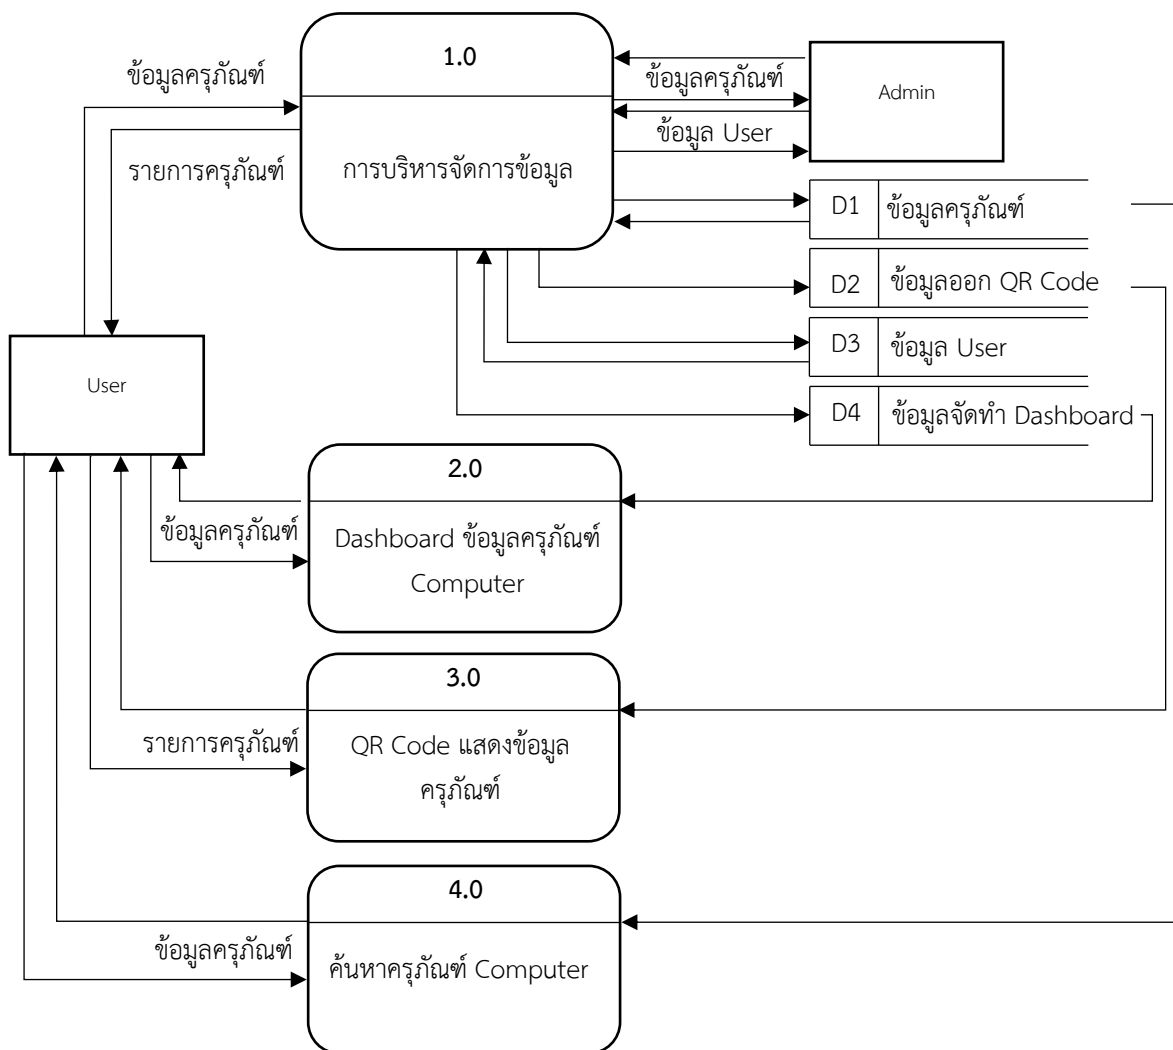 1.0
ข้อมูลครุภัณฑ์
ข้อมูลครุภัณฑ์
Admin
ข้อมูล User
รายการครุภัณฑ์
การบริหารจัดการข้อมูล
D1 ข้อมูลครุภัณฑ์
D2 ข้อมูลออก QR Code
D3 ข้อมูล User
D4 ข้อมูลจัดทำ Dashboard
User
2.0
ข้อมูลครุภัณฑ์
Dashboard ข้อมูลครุภัณฑ์
Computer
3.0
รายการครุภัณฑ์
QR Code แสดงข้อมูล
ครุภัณฑ์
4.0
ข้อมูลครุภัณฑ์
ค้นหาครุภัณฑ์ Computer